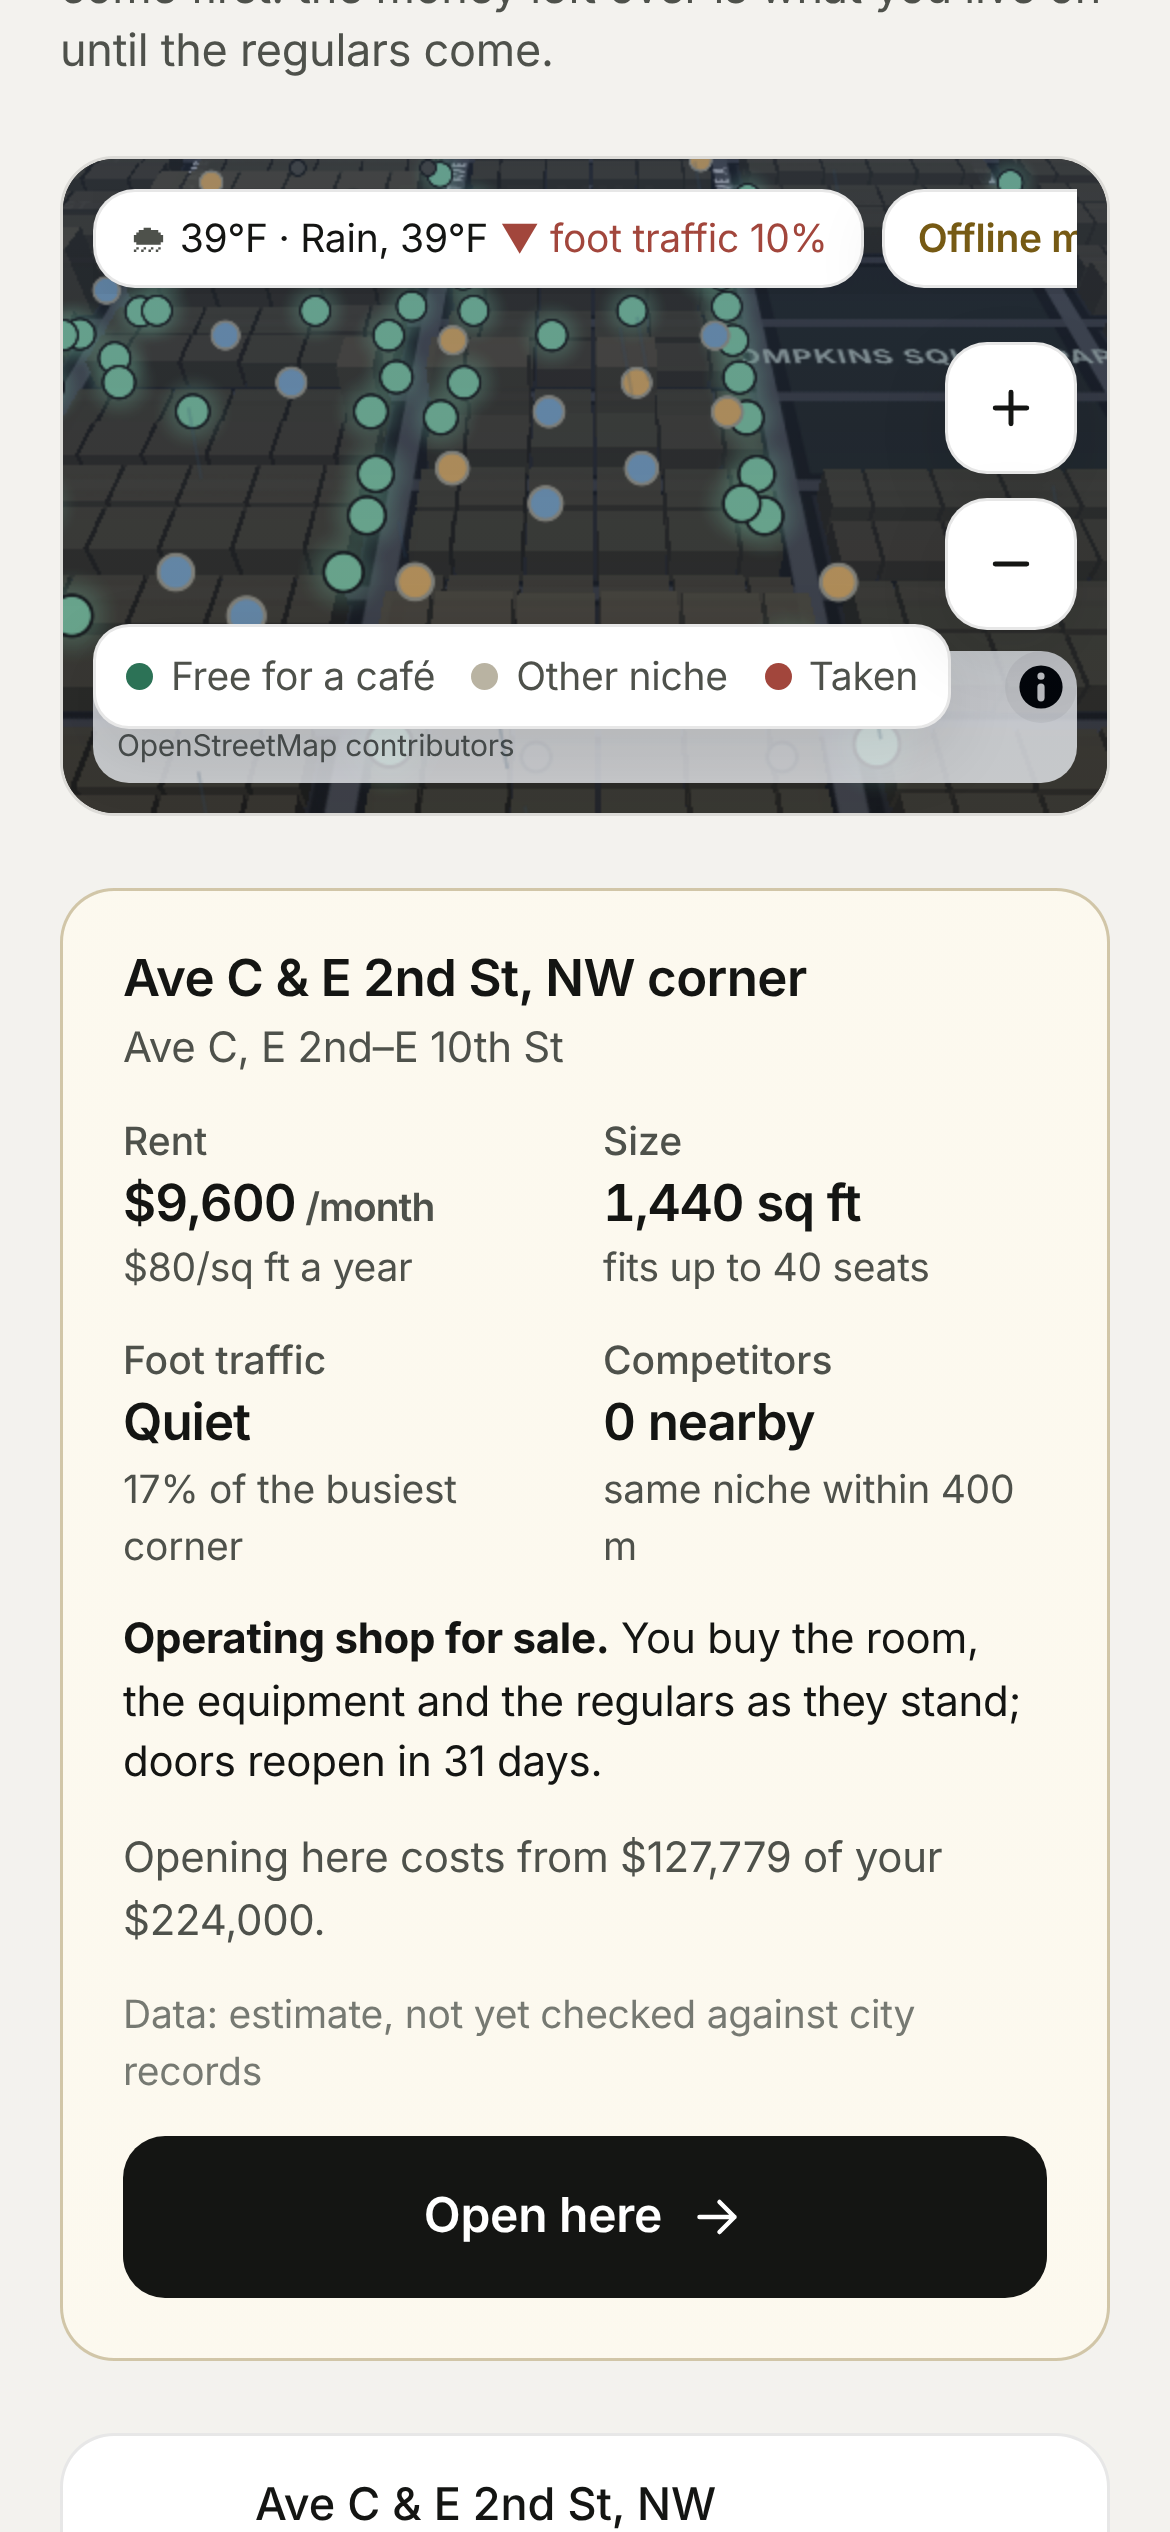 until the regulars come.
39°F · Rain, 39°F ▼ foot traffic 10%
Offline
OMPKINS SQU
+
−
Free for a café
Other niche
Taken
OpenStreetMap contributors
Ave C & E 2nd St, NW corner
Ave C, E 2nd–E 10th St
Rent
Size
$9,600 /month
1,440 sq ft
$80/sq ft a year
fits up to 40 seats
Foot traffic
Competitors
Quiet
0 nearby
17% of the busiest
corner
same niche within 400
m
Operating shop for sale. You buy the room,
the equipment and the regulars as they stand;
doors reopen in 31 days.
Opening here costs from $127,779 of your
$224,000.
Data: estimate, not yet checked against city
records
Open here →
Ave C & E 2nd St, NW